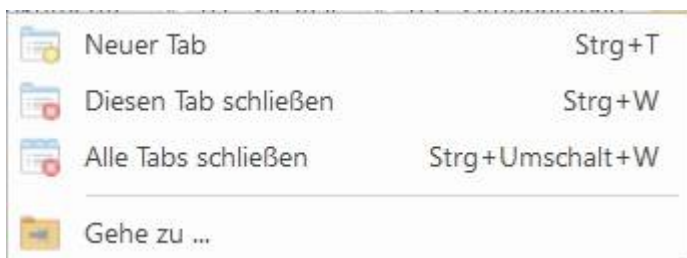 Neuer Tab Strg+T
Diesen Tab schließen Strg+W
Alle Tabs schließen Strg+Umschalt+W
Gehe zu ...